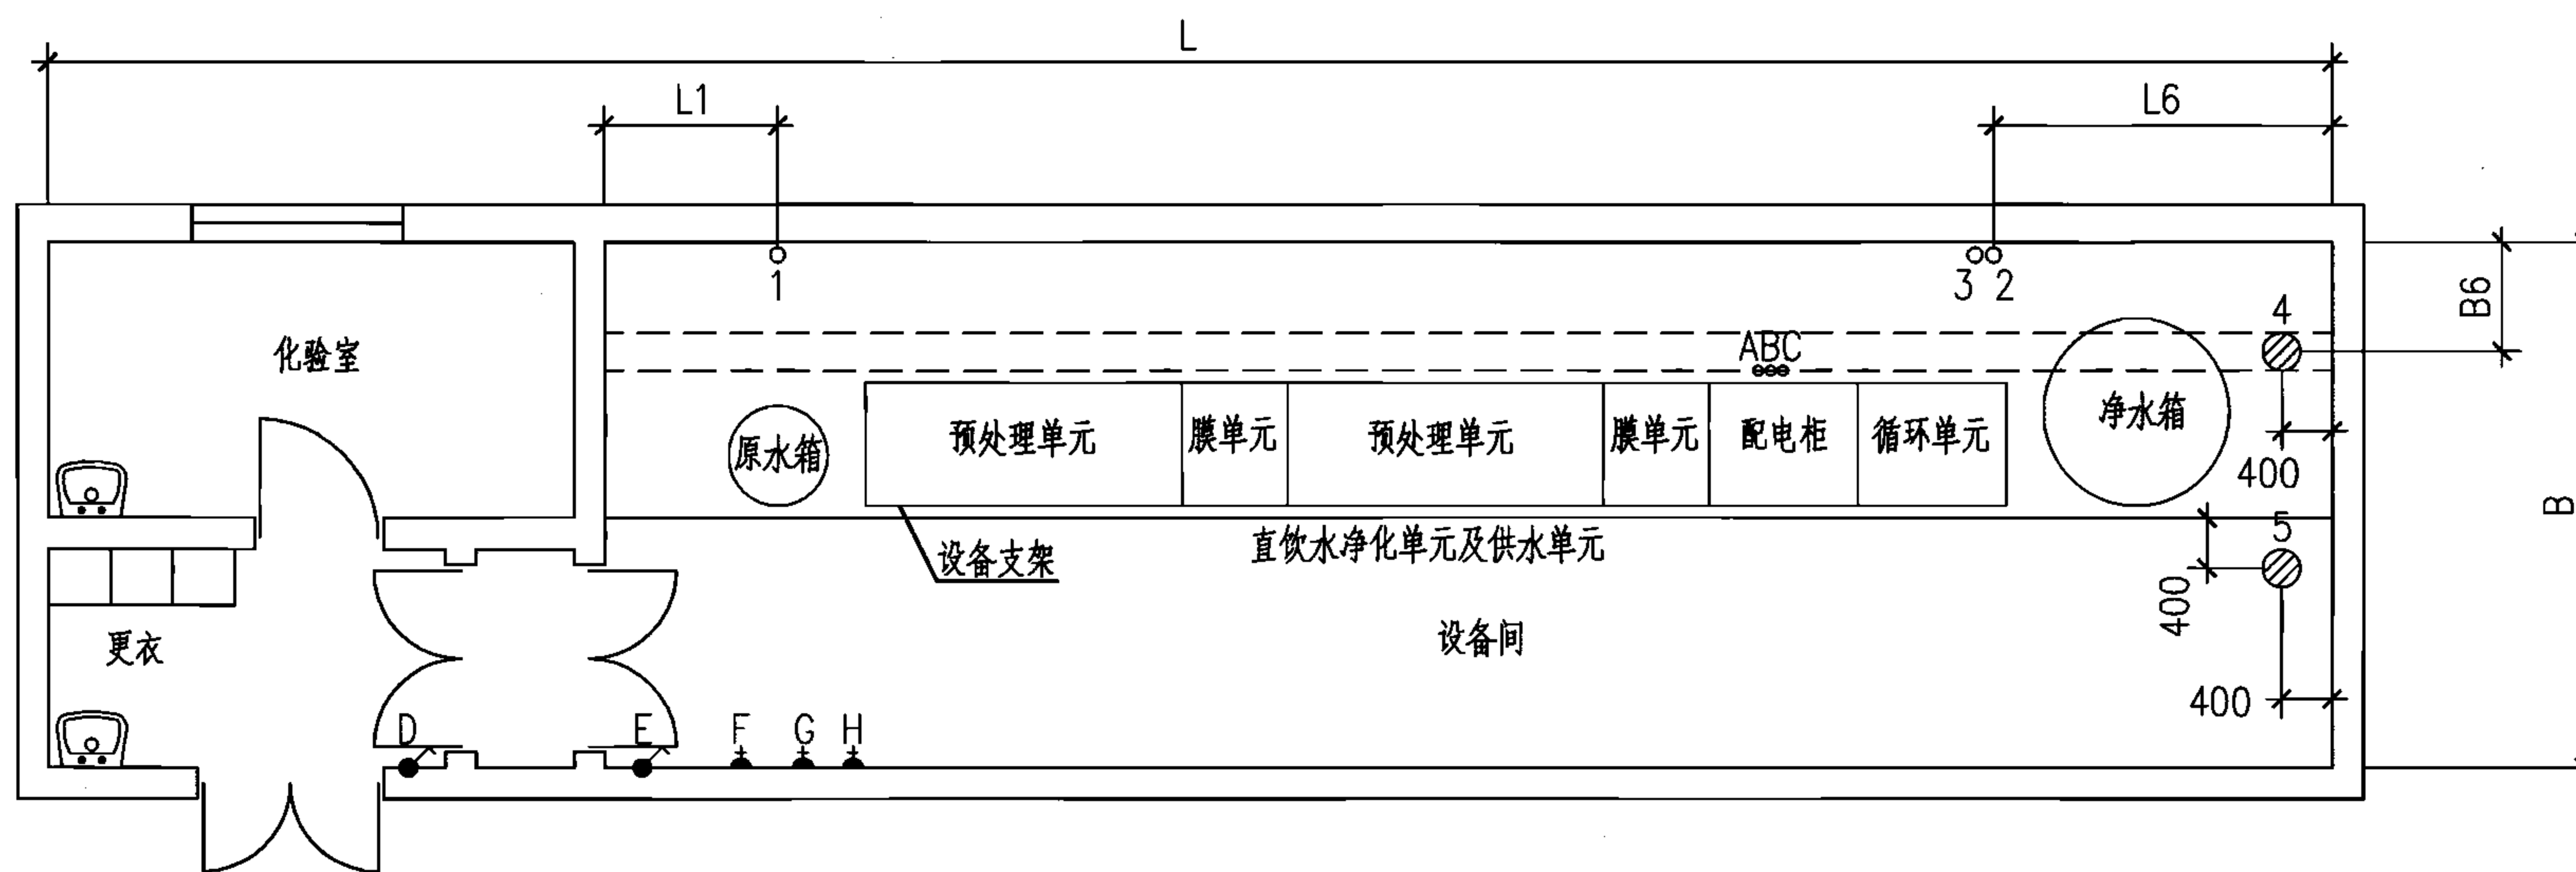 L
L1
L6
1
3 2
4
B6
ABC
化验室
原水箱
预处理单元
膜单元
预处理单元
膜单元
配电柜
循环单元
净水箱
400
B
5
设备支架
直饮水净化单元及供水单元
400
更衣
设备间
400
D
E
F
G
H